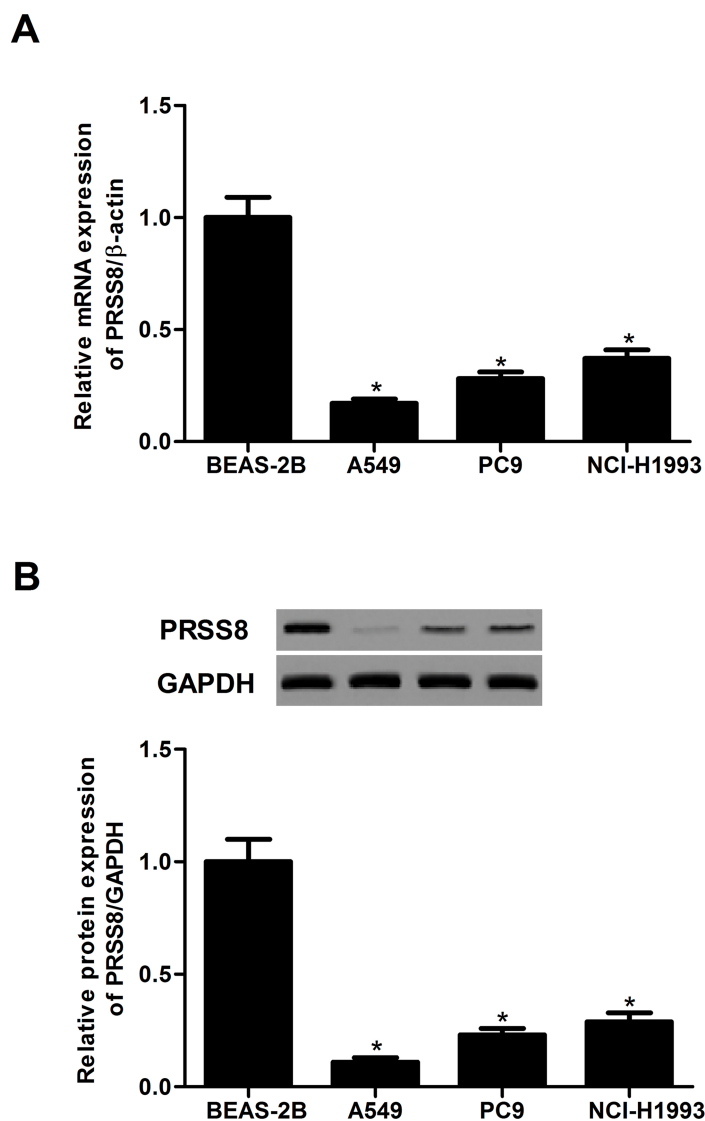 A
Relative mRNA expression
of PRSS8/β-actin
1.5
1.0
0.5
0.0
*
*
*
BEAS-2B A549 PC9 NCI-H1993
B
PRSS8
GAPDH
Relative protein expression
of PRSS8/GAPDH
1.5
1.0
0.5
0.0
*
*
*
BEAS-2B A549 PC9 NCI-H1993